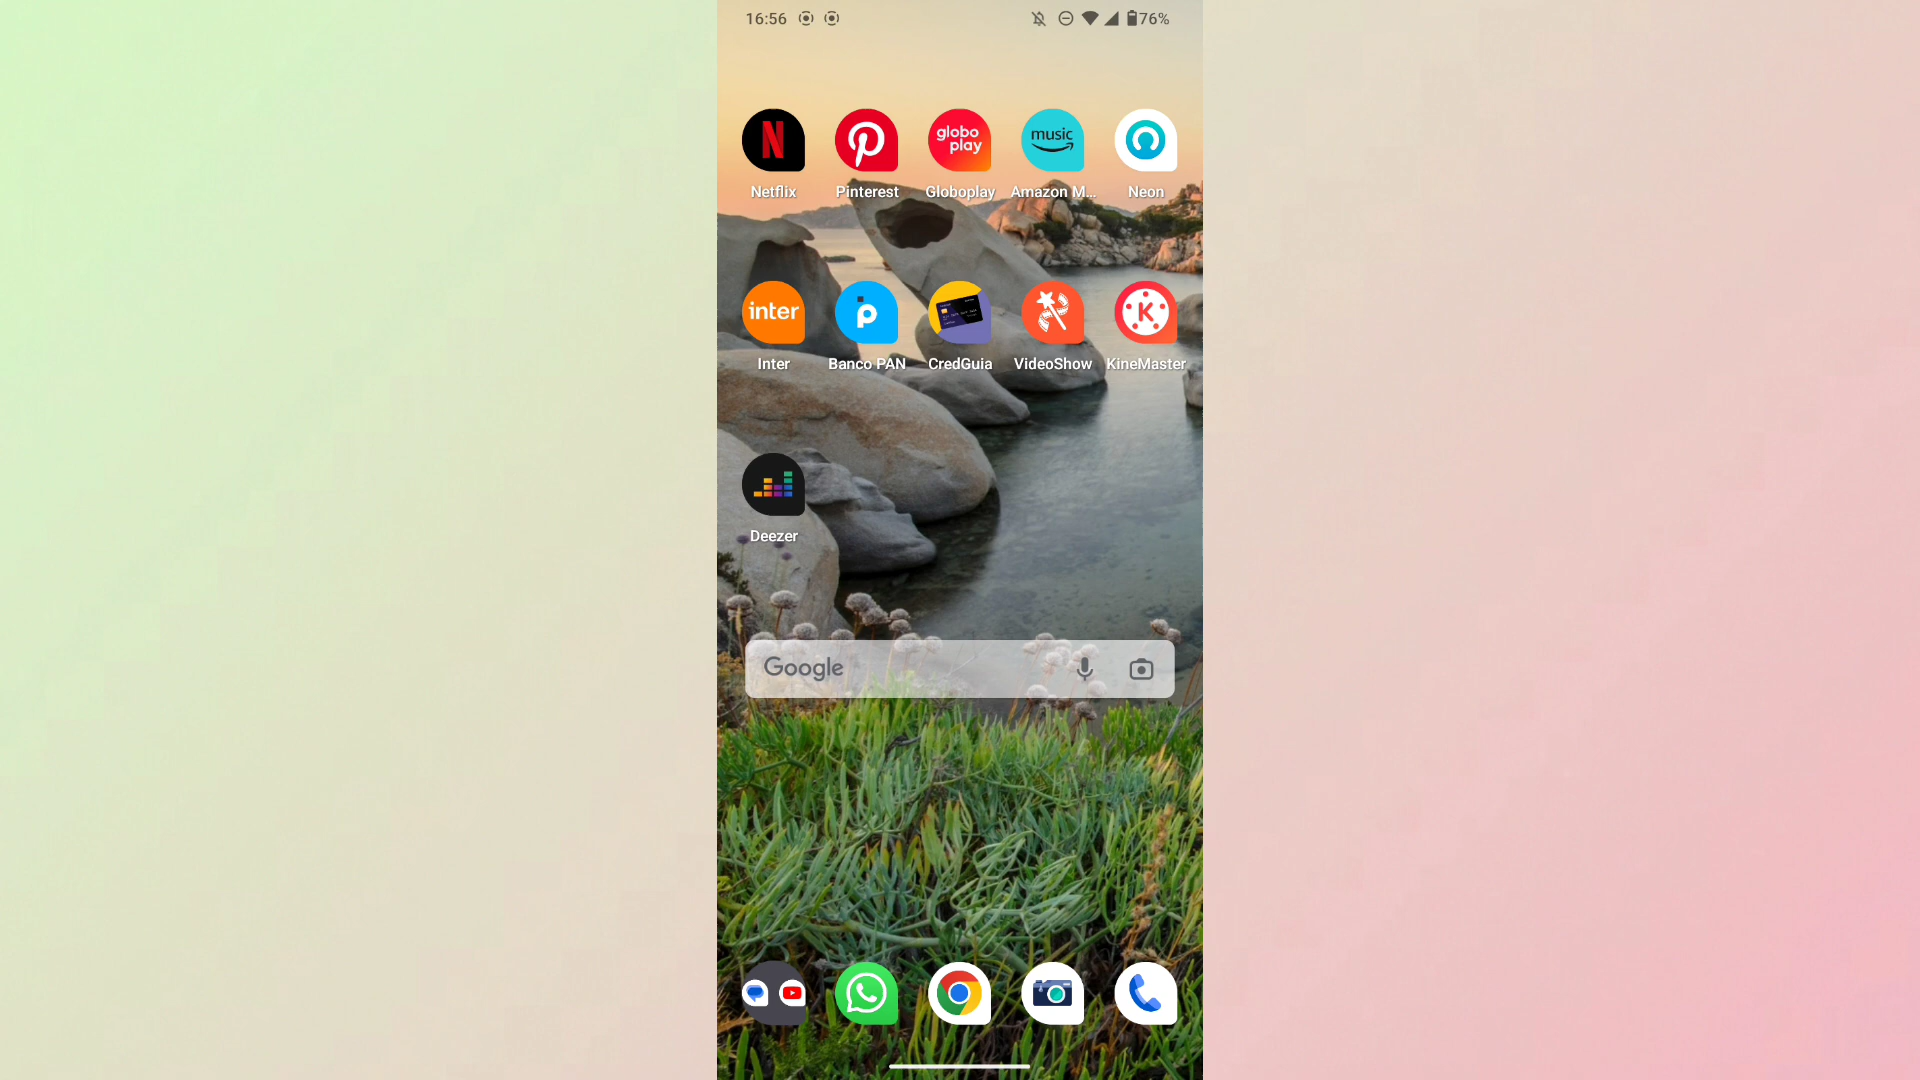 16:56 76%
N
globo
play
music
Netflix Pinterest Globoplay Amazon M... Neon
inter
p
K
Inter Banco PAN CredGuia VideoShow KineMaster
Deezer
Google